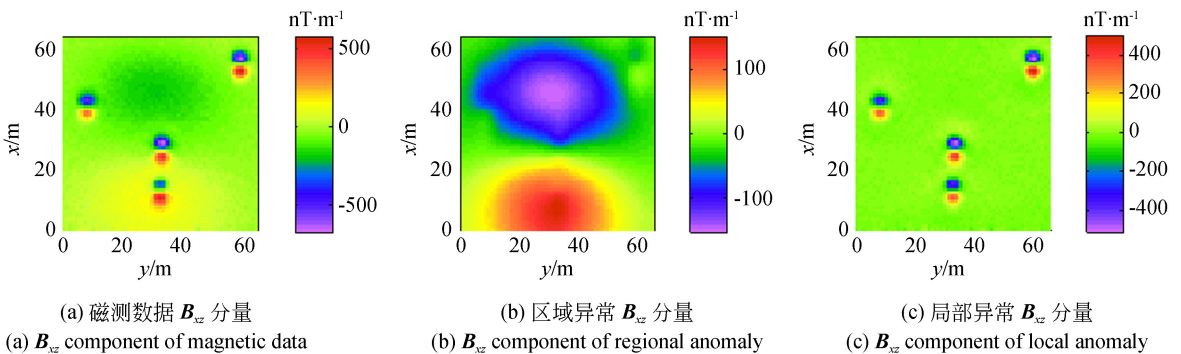 nT·m-1
500
0
-500
60
40
20
0
x/m
0 20 40 60
y/m
(a) 磁测数据 Bxz 分量
(a) Bxz component of magnetic data
nT·m-1
100
0
-100
60
40
20
0
x/m
0 20 40 60
y/m
(b) 区域异常 Bxz 分量
(b) Bxz component of regional anomaly
nT·m-1
400
200
0
-200
-400
60
40
20
0
x/m
0 20 40 60
y/m
(c) 局部异常 Bxz 分量
(c) Bxz component of local anomaly